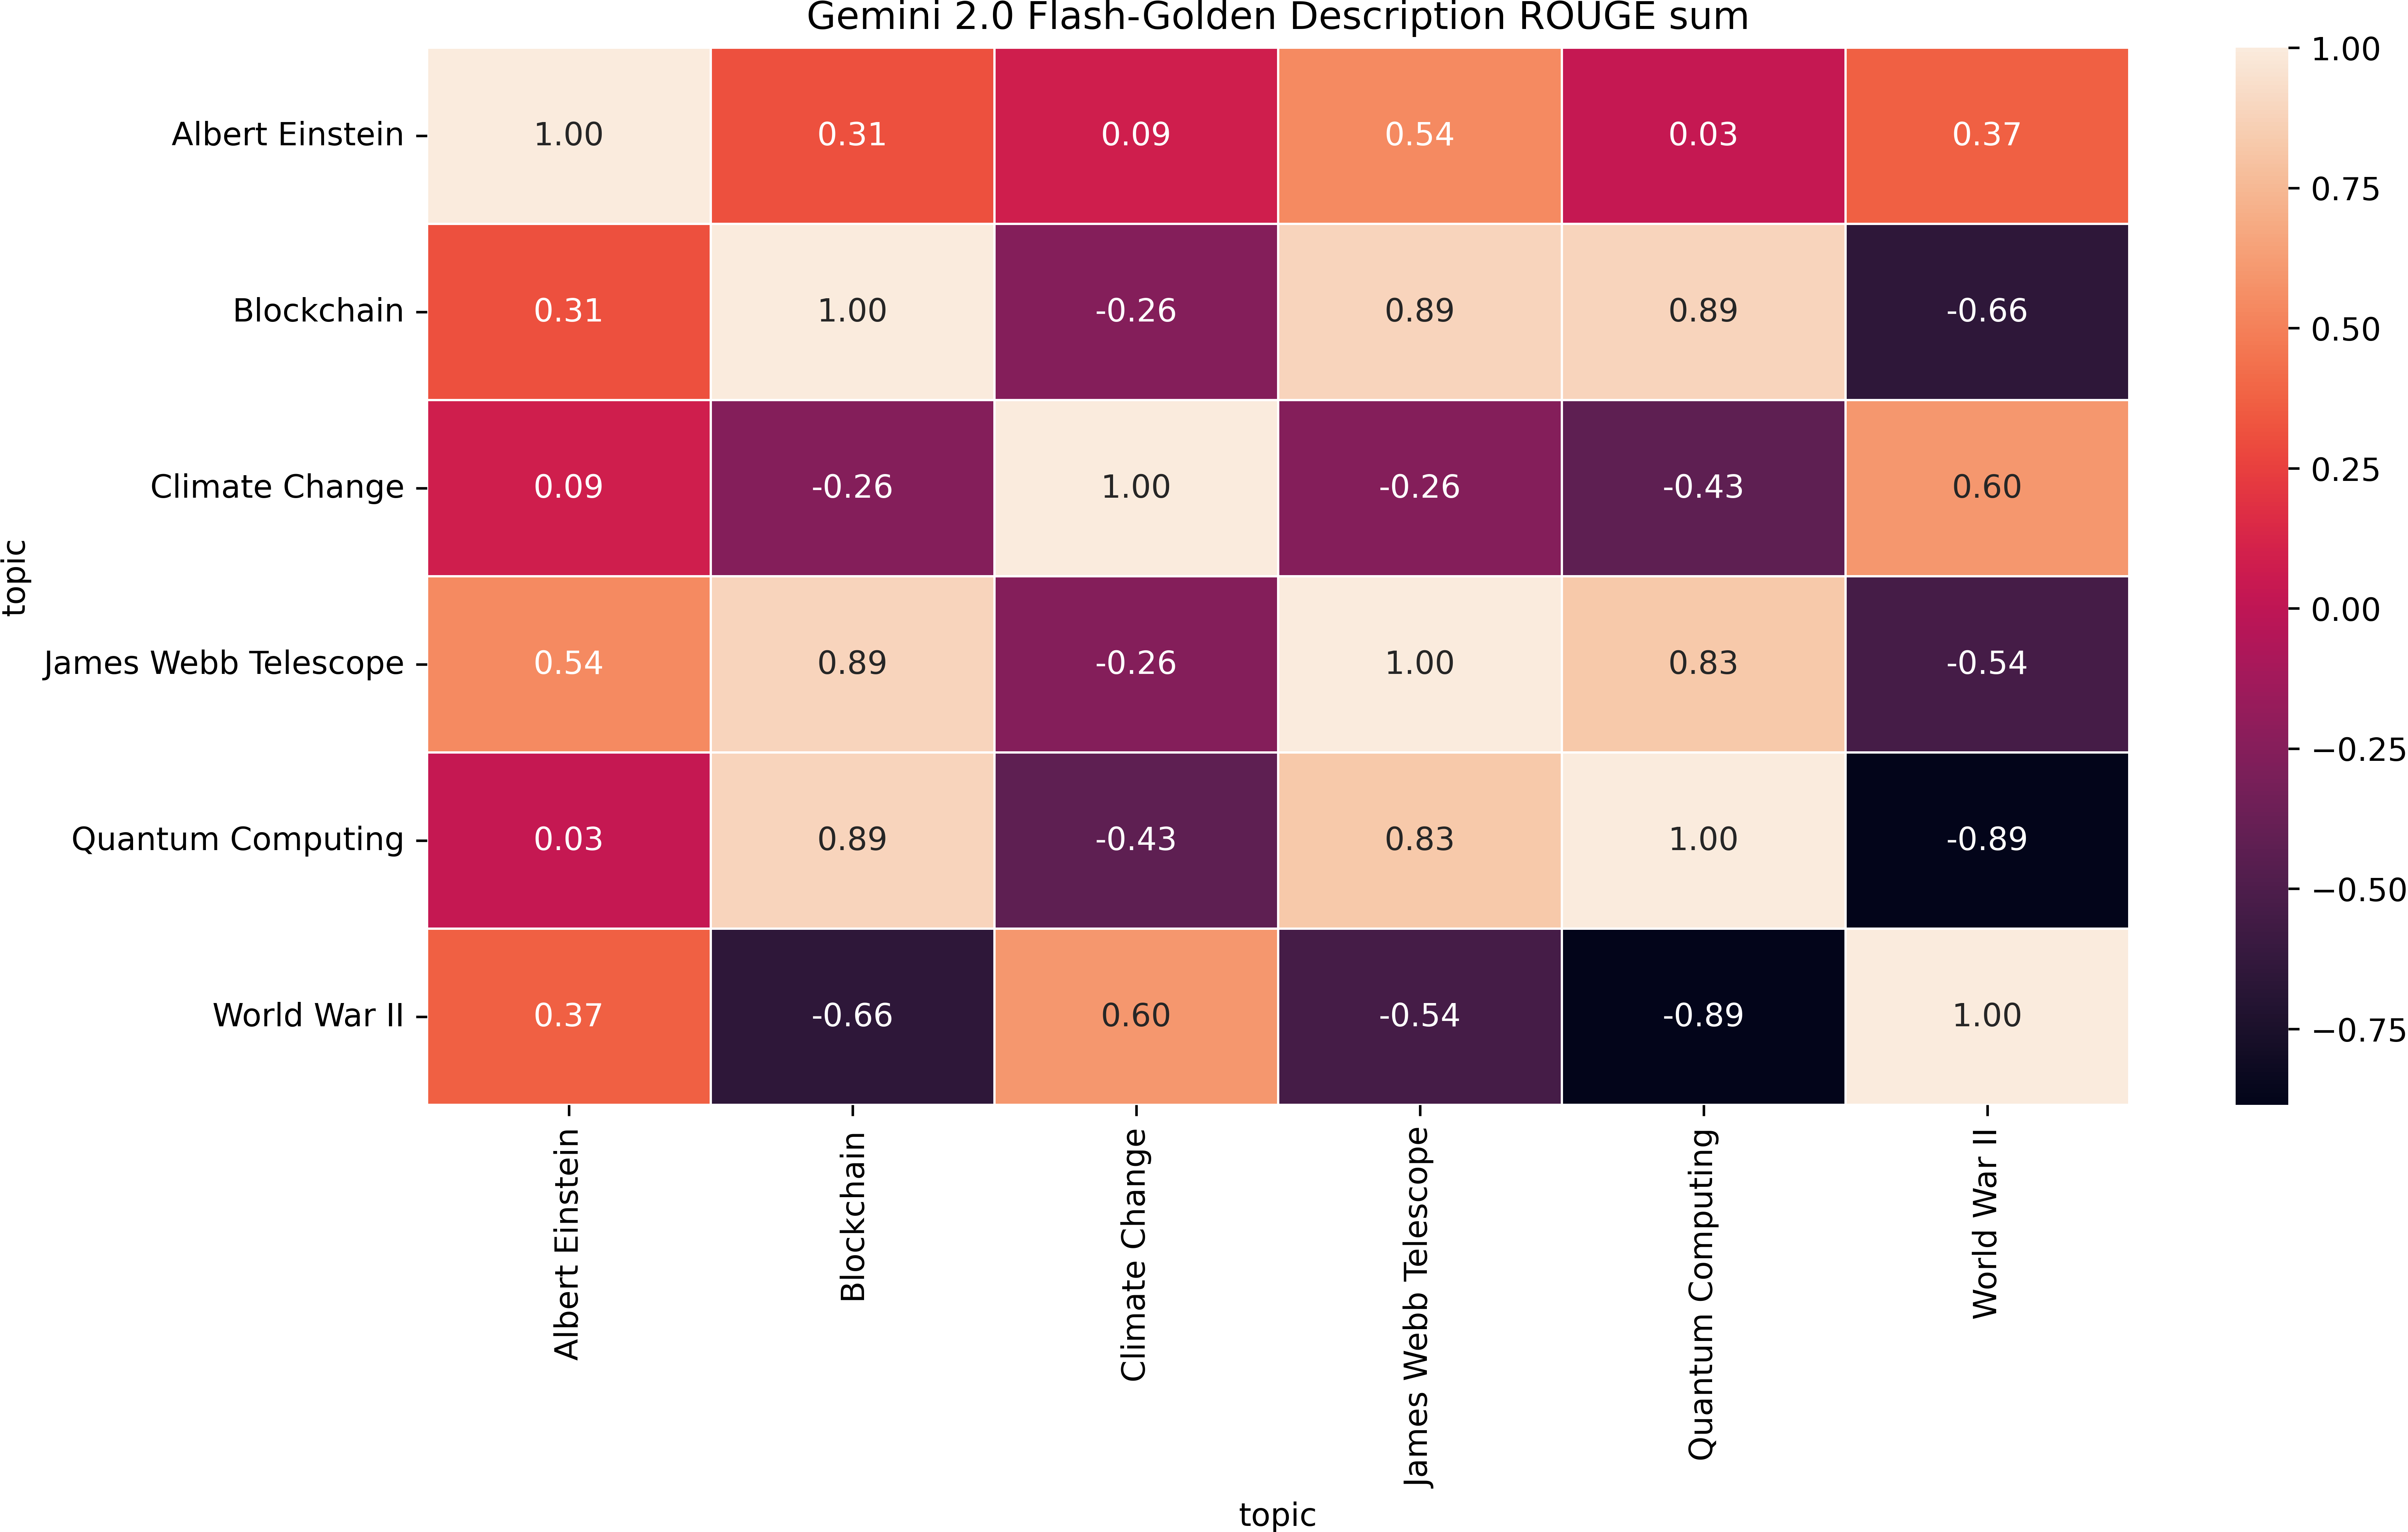 Gemini 2.0 Flash-Golden Description ROUGE sum
topic
Albert Einstein 1.00 0.31 0.09 0.54 0.03 0.37
Blockchain 0.31 1.00 -0.26 0.89 0.89 -0.66
Climate Change 0.09 -0.26 1.00 -0.26 -0.43 0.60
James Webb Telescope 0.54 0.89 -0.26 1.00 0.83 -0.54
Quantum Computing 0.03 0.89 -0.43 0.83 1.00 -0.89
World War II 0.37 -0.66 0.60 -0.54 -0.89 1.00
Albert Einstein
Blockchain
Climate Change
James Webb Telescope
Quantum Computing
World War II
topic
1.00
0.75
0.50
0.25
0.00
−0.25
−0.50
−0.75